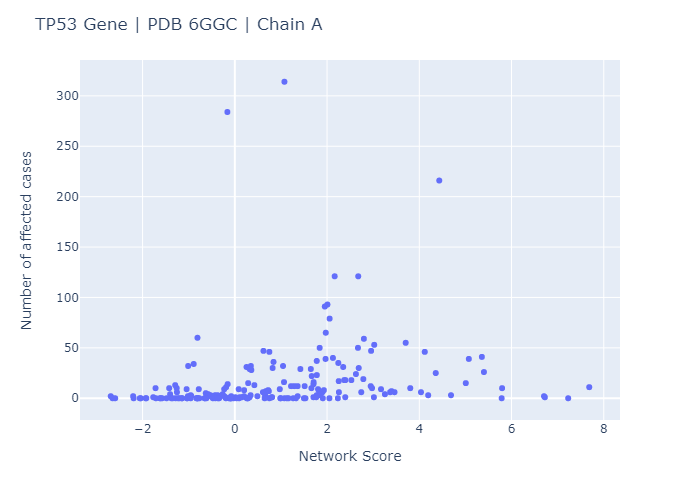 TP53 Gene | PDB 6GGC | Chain A
Number of affected cases
300
250
200
150
100
50
0
−2 0 2 4 6 8
Network Score